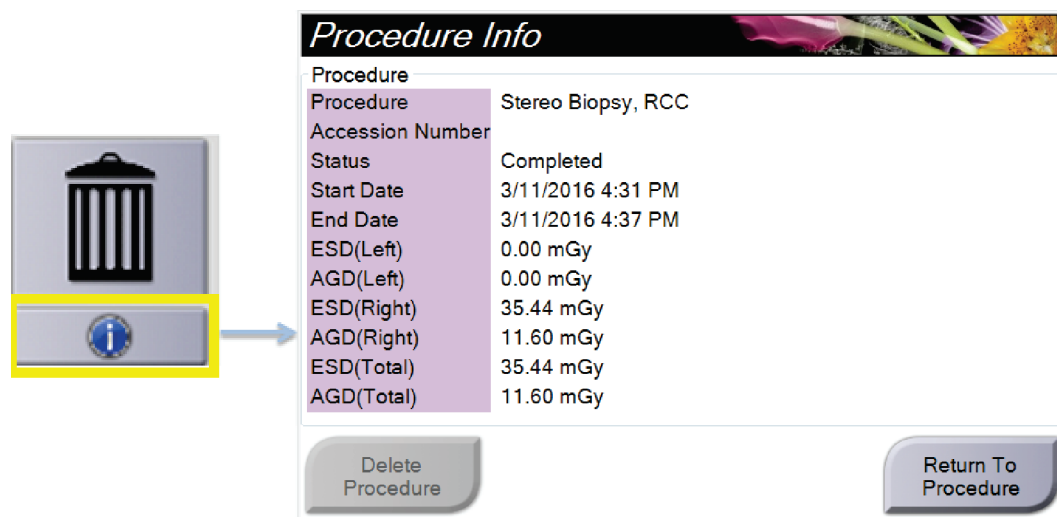 Procedure Info
Procedure
Procedure Stereo Biopsy, RCC
Accession Number
Status Completed
Start Date 3/11/2016 4:31 PM
End Date 3/11/2016 4:37 PM
ESD(Left) 0.00 mGy
AGD(Left) 0.00 mGy
ESD(Right) 35.44 mGy
AGD(Right) 11.60 mGy
ESD(Total) 35.44 mGy
AGD(Total) 11.60 mGy
Delete
Procedure
Return To
Procedure